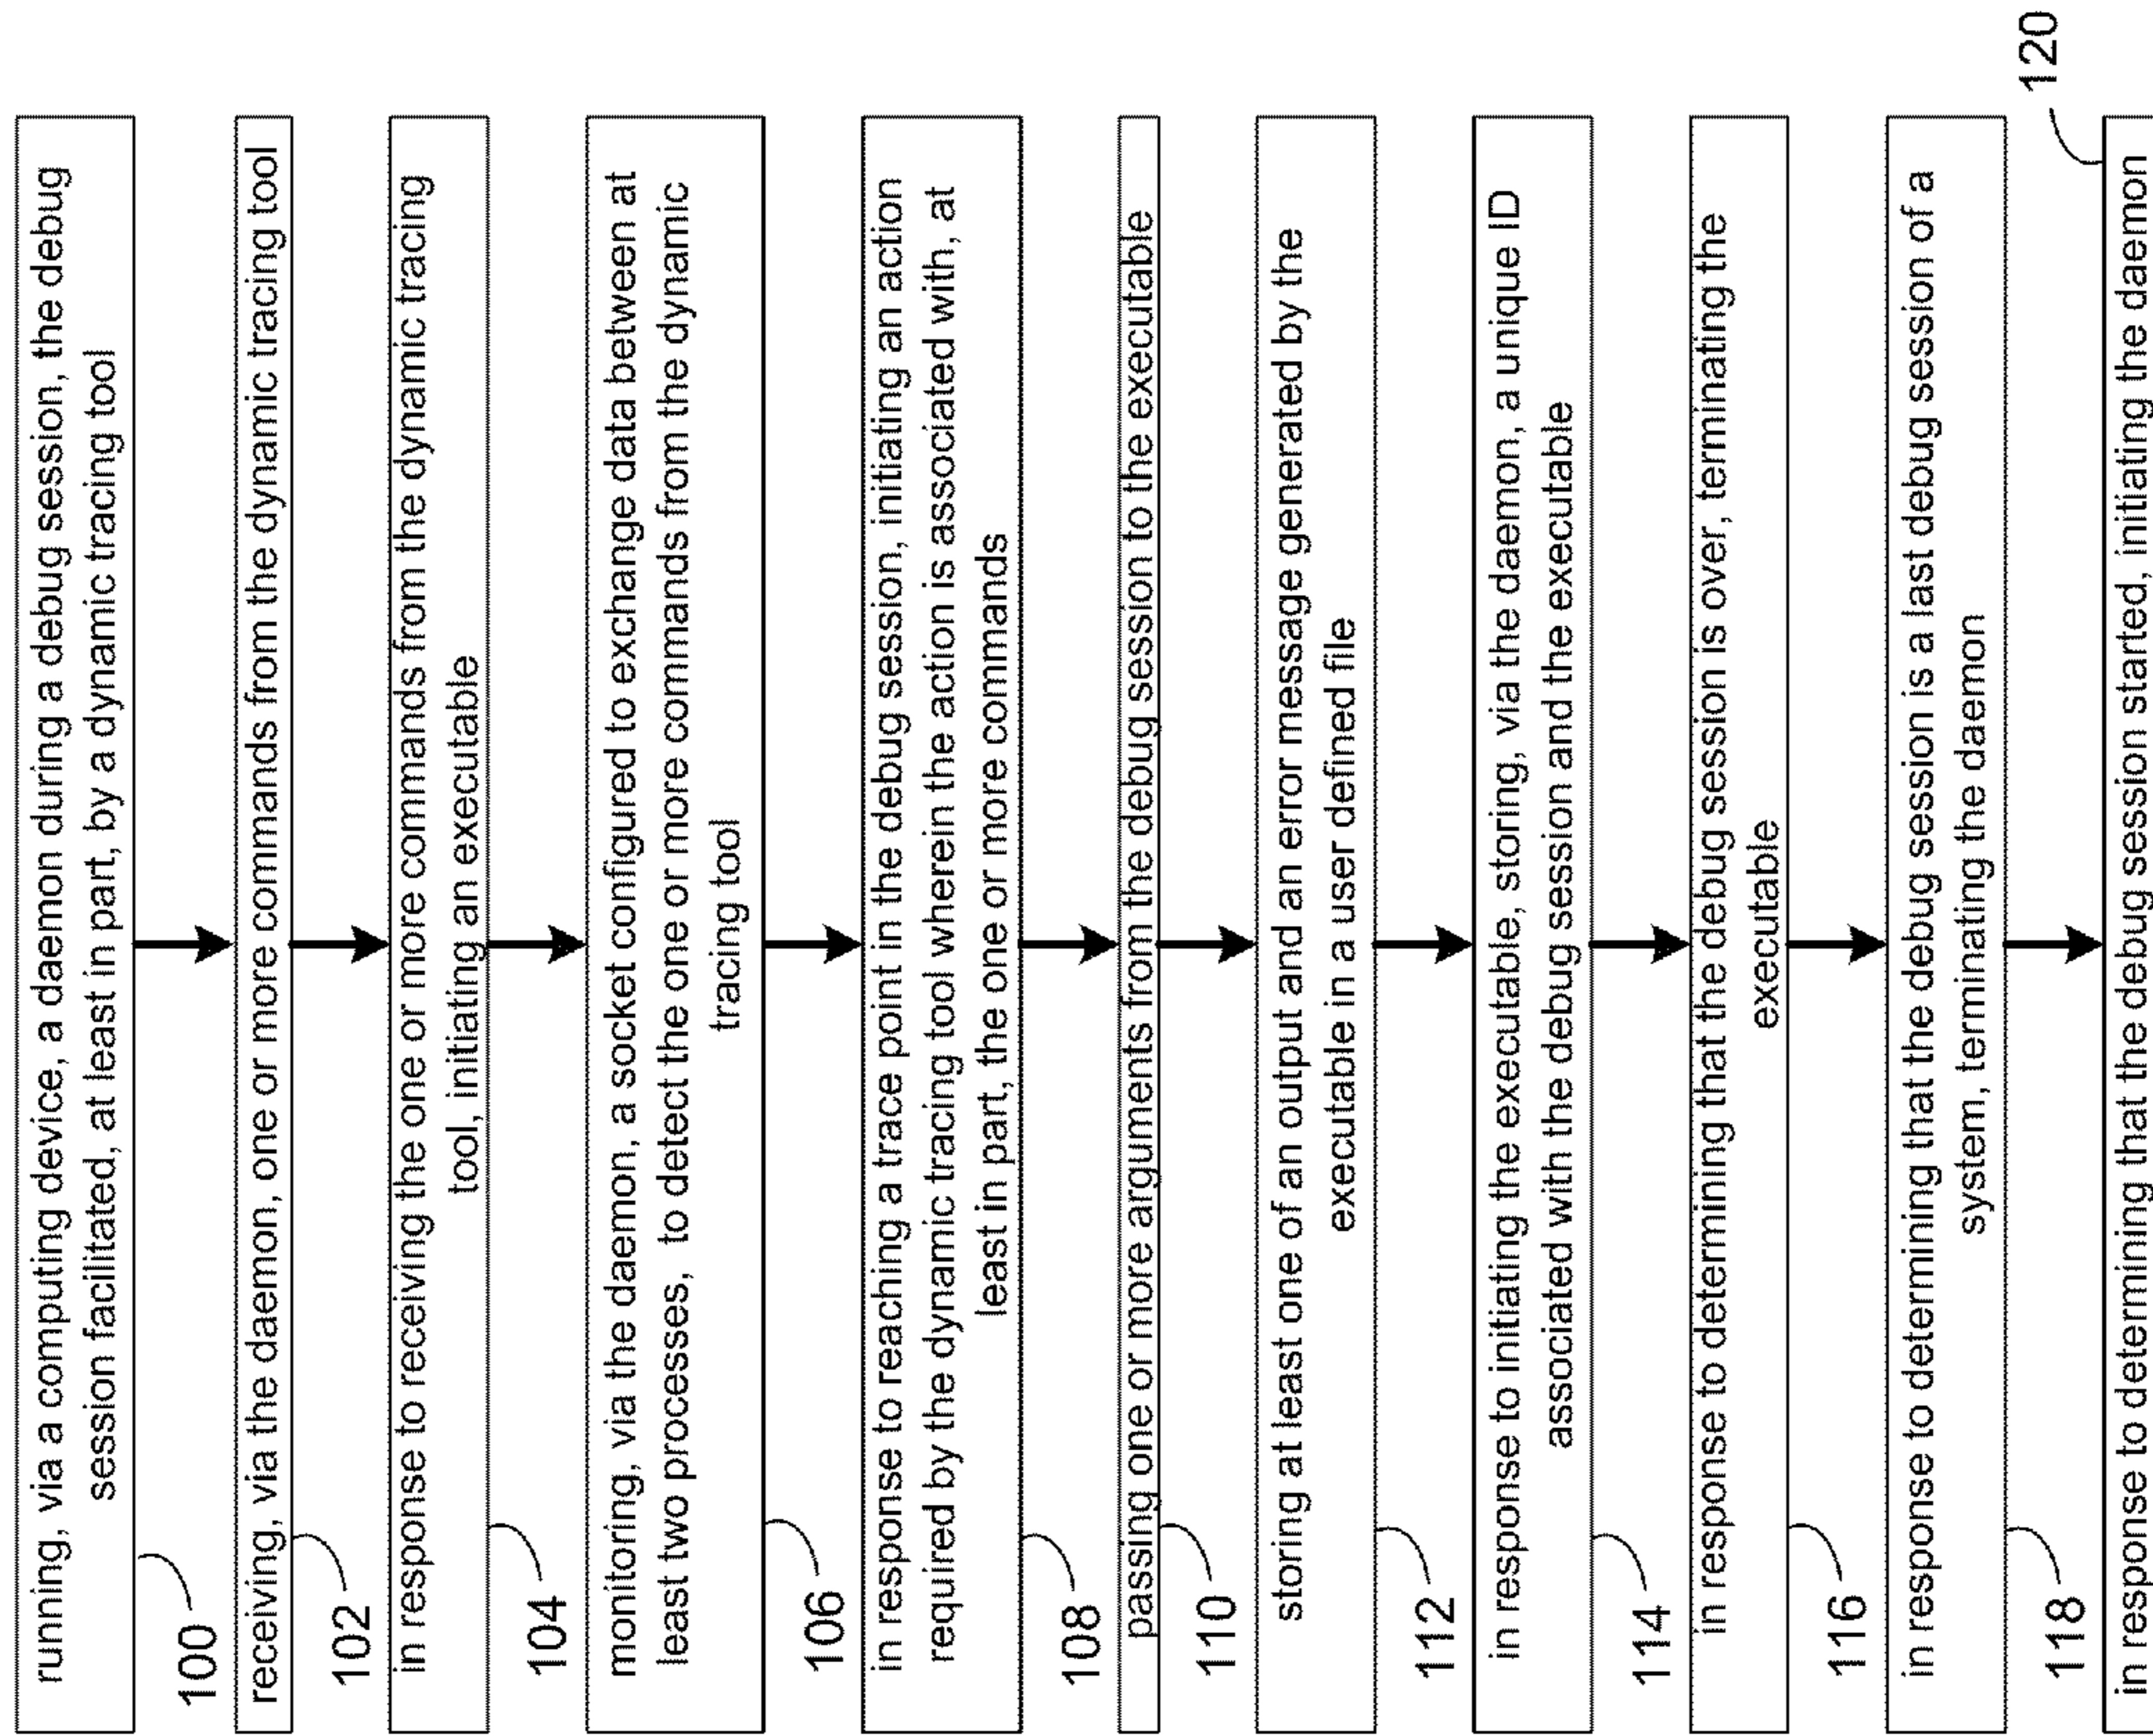 running, via a computing device, a daemon during a debug session, the debug
session facilitated, at least in part, by a dynamic tracing tool
100
receiving, via the daemon, one or more commands from the dynamic tracing tool
102
in response to receiving the one or more commands from the dynamic tracing
tool, initiating an executable
104
monitoring, via the daemon, a socket configured to exchange data between at
least two processes, to detect the one or more commands from the dynamic
tracing tool
106
in response to reaching a trace point in the debug session, initiating an action
required by the dynamic tracing tool wherein the action is associated with, at
least in part, the one or more commands
108
passing one or more arguments from the debug session to the executable
110
storing at least one of an output and an error message generated by the
executable in a user defined file
112
in response to initiating the executable, storing, via the daemon, a unique ID
associated with the debug session and the executable
114
in response to determining that the debug session is over, terminating the
executable
116
in response to determining that the debug session is a last debug session of a
system, terminating the daemon
118
120
in response to determining that the debug session started, initiating the daemon